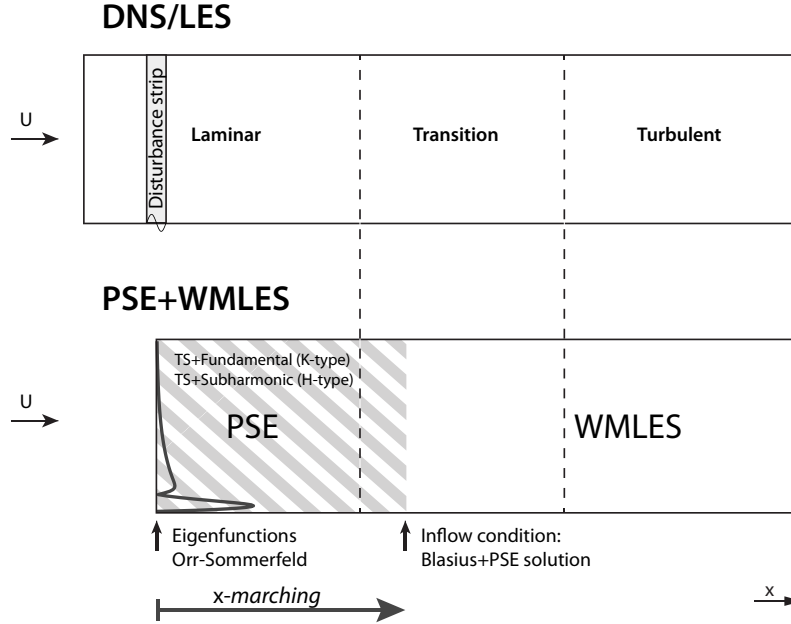 DNS/LES
U
Disturbance strip
Laminar
Transition
Turbulent
PSE+WMLES
TS+Fundamental (K-type)
TS+Subharmonic (H-type)
U
PSE
WMLES
Eigenfunctions
Orr-Sommerfeld
Inflow condition:
Blasius+PSE solution
x-marching
x